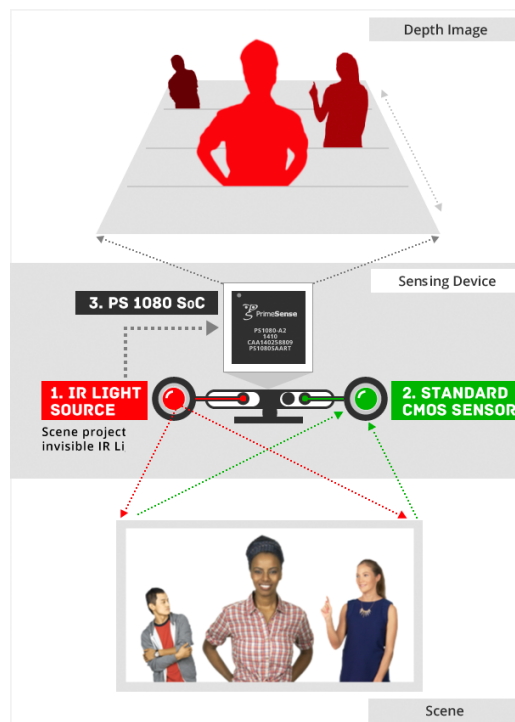 Depth Image
Sensing Device
3. PS 1080 SoC
PrimeSense
PS1080-A2
1410
CAA140258809
PS1080SAART
1. IR LIGHT
SOURCE
2. STANDARD
CMOS SENSOR
Scene project
invisible IR Li
Scene